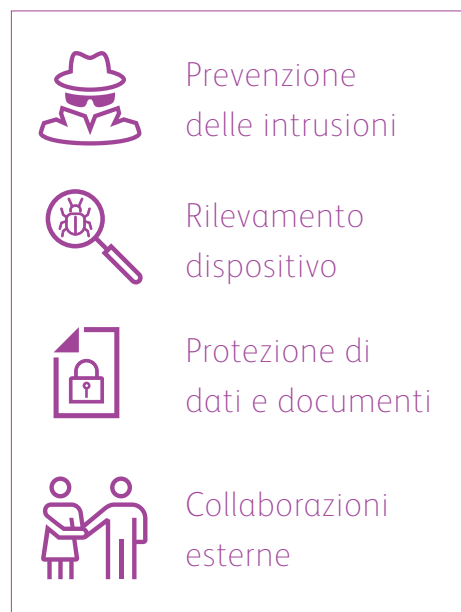 Prevenzione
delle intrusioni
Rilevamento
dispositivo
Protezione di
dati e documenti
Collaborazioni
esterne